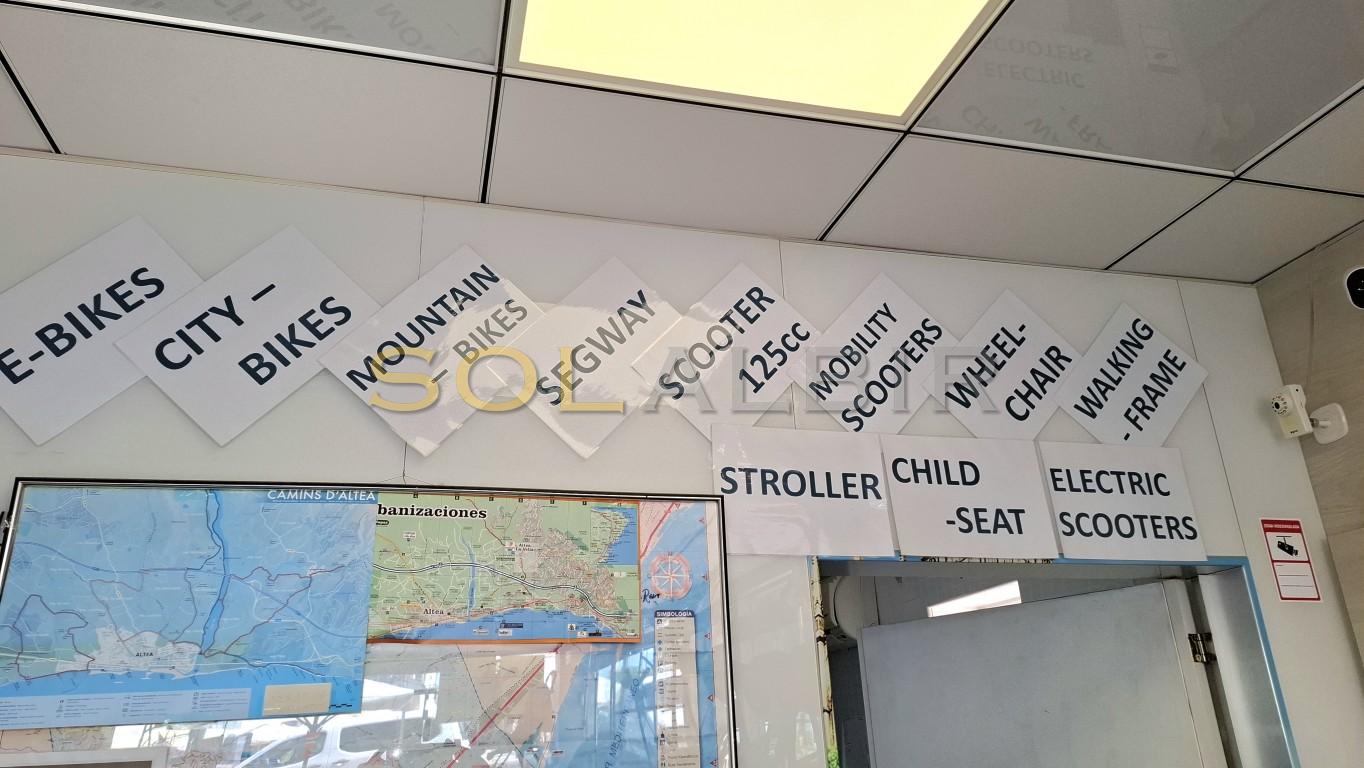 E-BIKES
CITY –
BIKES
MOUNTAIN
– BIKES
SEGWAY
SCOOTER
125cc
MOBILITY
SCOOTERS
WHEEL-
CHAIR
WALKING
- FRAME
SOLALBIR
STROLLER
CHILD
-SEAT
ELECTRIC
SCOOTERS
CAMINS D'ALTEA
banizaciones
Altea
ALTEA
SIMBOLOGÍA